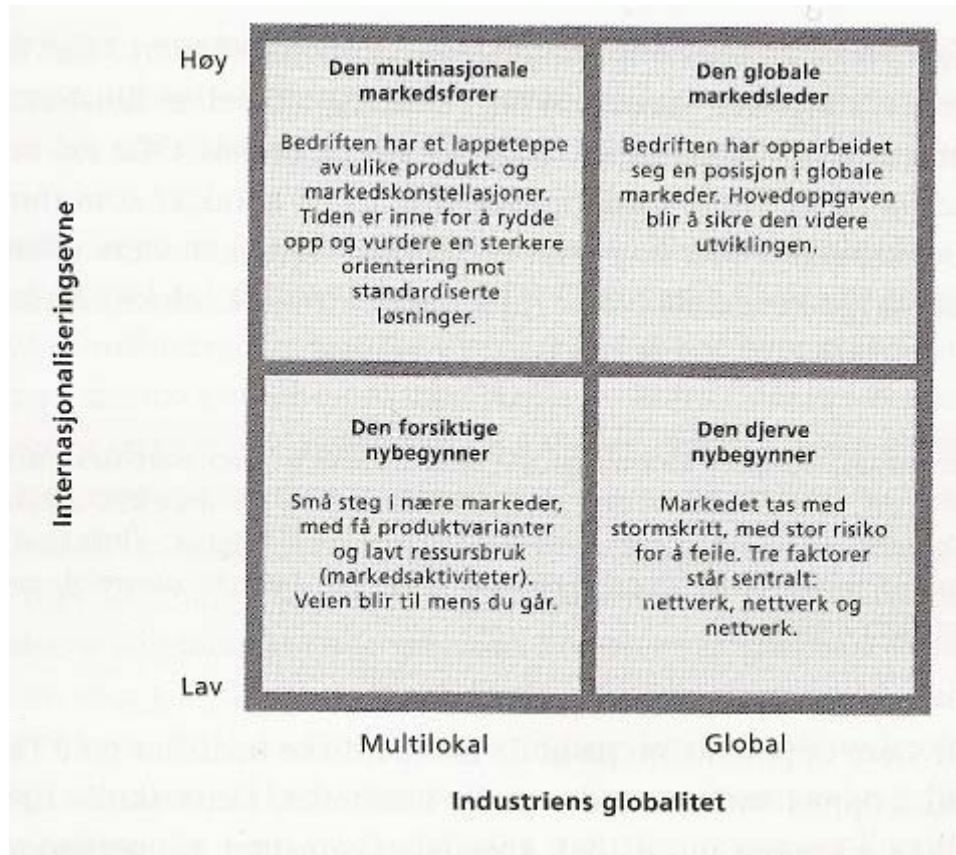 Høy
Den multinasjonale
markedsfører
Bedriften har et lappeteppe
av ulike produkt- og
markedskonstellasjoner.
Tiden er inne for å rydde
opp og vurdere en sterkere
orientering mot
standardiserte
løsninger.
Den globale
markedsleder
Bedriften har opparbeidet
seg en posisjon i globale
markeder. Hovedoppgaven
blir å sikre den videre
utviklingen.
Internasjonaliseringsevne
Den forsiktige
nybegynner
Små steg i nære markeder,
med få produktvarianter
og lavt ressursbruk
(markedsaktiviteter).
Veien blir til mens du går.
Den djerve
nybegynner
Markedet tas med
stormskritt, med stor risiko
for å feile. Tre faktorer
står sentralt:
nettverk, nettverk og
nettverk.
Lav
Multilokal
Global
Industriens globalitet